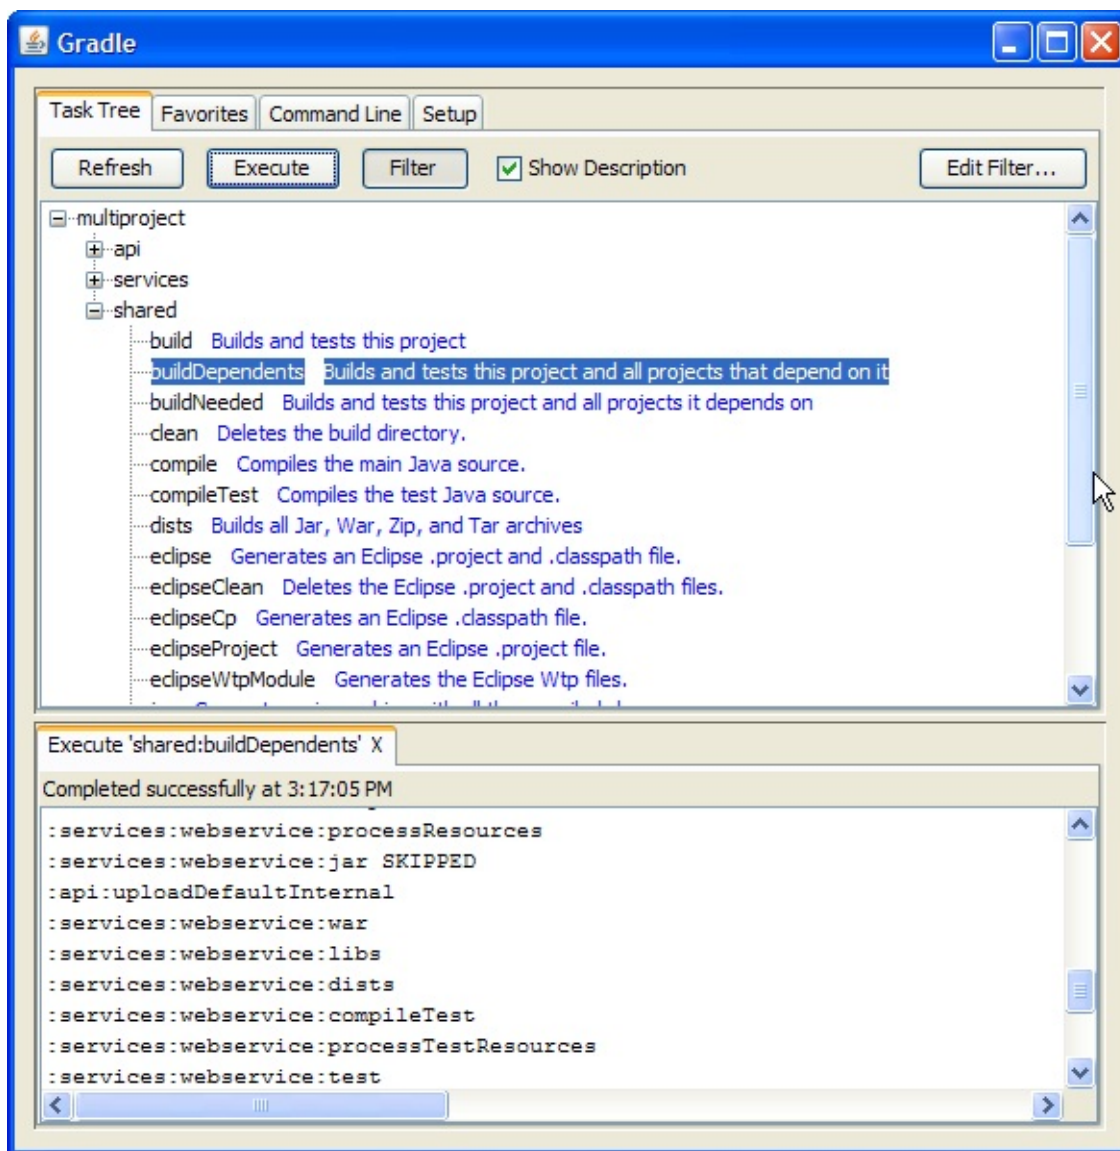 Gradle
Task Tree Favorites Command Line Setup
Refresh Execute Filter Show Description Edit Filter...
multiproject
api
services
shared
build Builds and tests this project
buildDependents Builds and tests this project and all projects that depend on it
buildNeeded Builds and tests this project and all projects it depends on
clean Deletes the build directory.
compile Compiles the main Java source.
compileTest Compiles the test Java source.
dists Builds all Jar, War, Zip, and Tar archives
eclipse Generates an Eclipse .project and .classpath file.
eclipseClean Deletes the Eclipse .project and .classpath files.
eclipseCp Generates an Eclipse .classpath file.
eclipseProject Generates an Eclipse .project file.
eclipseWtpModule Generates the Eclipse Wtp files.
Execute 'shared:buildDependents' X
Completed successfully at 3:17:05 PM
:services:webservice:processResources
:services:webservice:jar SKIPPED
:api:uploadDefaultInternal
:services:webservice:war
:services:webservice:libs
:services:webservice:dists
:services:webservice:compileTest
:services:webservice:processTestResources
:services:webservice:test